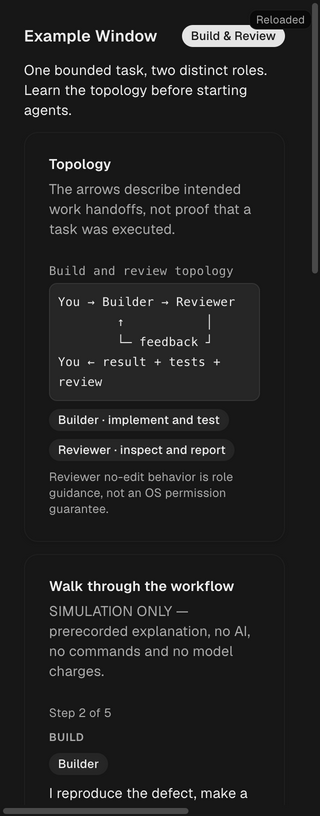 Reloaded
Example Window
Build & Review
One bounded task, two distinct roles.
Learn the topology before starting
agents.
Topology
The arrows describe intended
work handoffs, not proof that a
task was executed.
Build and review topology
You → Builder → Reviewer
↑ │
└─ feedback ┘
You ← result + tests +
review
Builder · implement and test
Reviewer · inspect and report
Reviewer no-edit behavior is role
guidance, not an OS permission
guarantee.
Walk through the workflow
SIMULATION ONLY —
prerecorded explanation, no AI,
no commands and no model
charges.
Step 2 of 5
BUILD
Builder
I reproduce the defect, make a